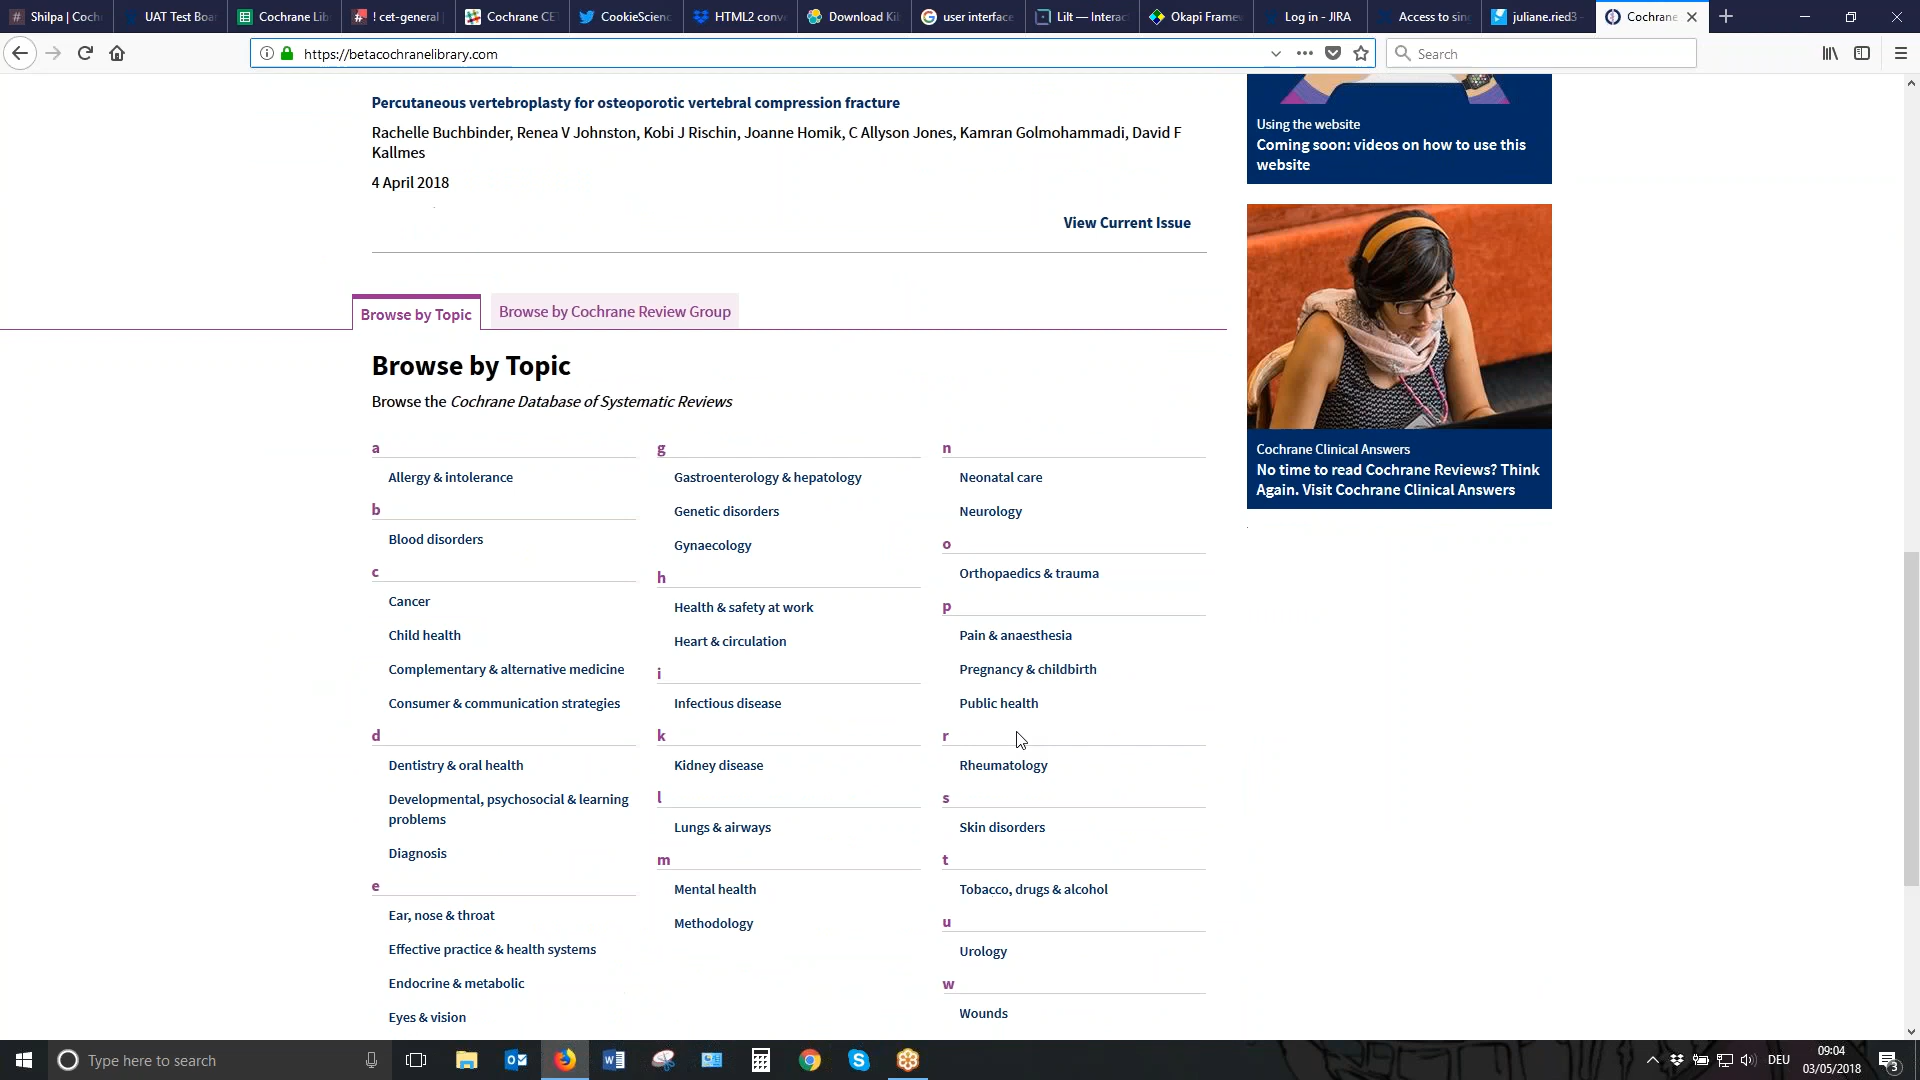 Shilpa | Coch
UAT Test Boa
Cochrane Lib
! cet-general
Cochrane CE
CookieScienc
HTML2 conv
Download Ki
user interface
Lilt — Interac
Okapi Framew
Log in - JIRA
Access to sin
juliane.ried3
Cochrane
https://betacochranelibrary.com
Search
Percutaneous vertebroplasty for osteoporotic vertebral compression fracture
Rachelle Buchbinder, Renea V Johnston, Kobi J Rischin, Joanne Homik, C Allyson Jones, Kamran Golmohammadi, David F
Kallmes
4 April 2018
View Current Issue
Browse by Topic
Browse by Cochrane Review Group
Browse by Topic
Browse the Cochrane Database of Systematic Reviews
a
Allergy & intolerance
b
Blood disorders
c
Cancer
Child health
Complementary & alternative medicine
Consumer & communication strategies
d
Dentistry & oral health
Developmental, psychosocial & learning
problems
Diagnosis
e
Ear, nose & throat
Effective practice & health systems
Endocrine & metabolic
Eyes & vision
g
Gastroenterology & hepatology
Genetic disorders
Gynaecology
h
Health & safety at work
Heart & circulation
i
Infectious disease
k
Kidney disease
l
Lungs & airways
m
Mental health
Methodology
n
Neonatal care
Neurology
o
Orthopaedics & trauma
p
Pain & anaesthesia
Pregnancy & childbirth
Public health
r
Rheumatology
s
Skin disorders
t
Tobacco, drugs & alcohol
u
Urology
w
Wounds
Using the website
Coming soon: videos on how to use this
website
Cochrane Clinical Answers
No time to read Cochrane Reviews? Think
Again. Visit Cochrane Clinical Answers
Type here to search
DEU
09:04
03/05/2018
3